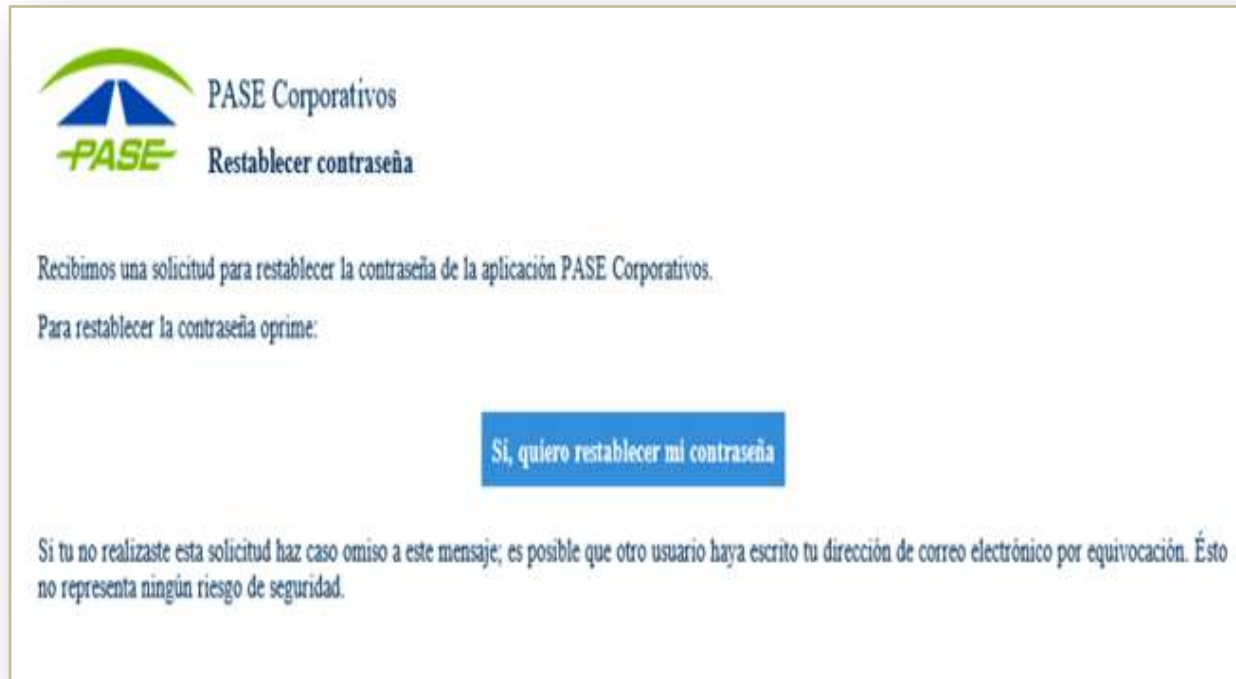 PASE Corporativos
PASE
Restablecer contraseña
Recibimos una solicitud para restablecer la contraseña de la aplicación PASE Corporativos.
Para restablecer la contraseña oprime:
Sí, quiero restablecer mi contraseña
Si tu no realizaste esta solicitud haz caso omiso a este mensaje; es posible que otro usuario haya escrito tu dirección de correo electrónico por equivocación. Ésto
no representa ningún riesgo de seguridad.